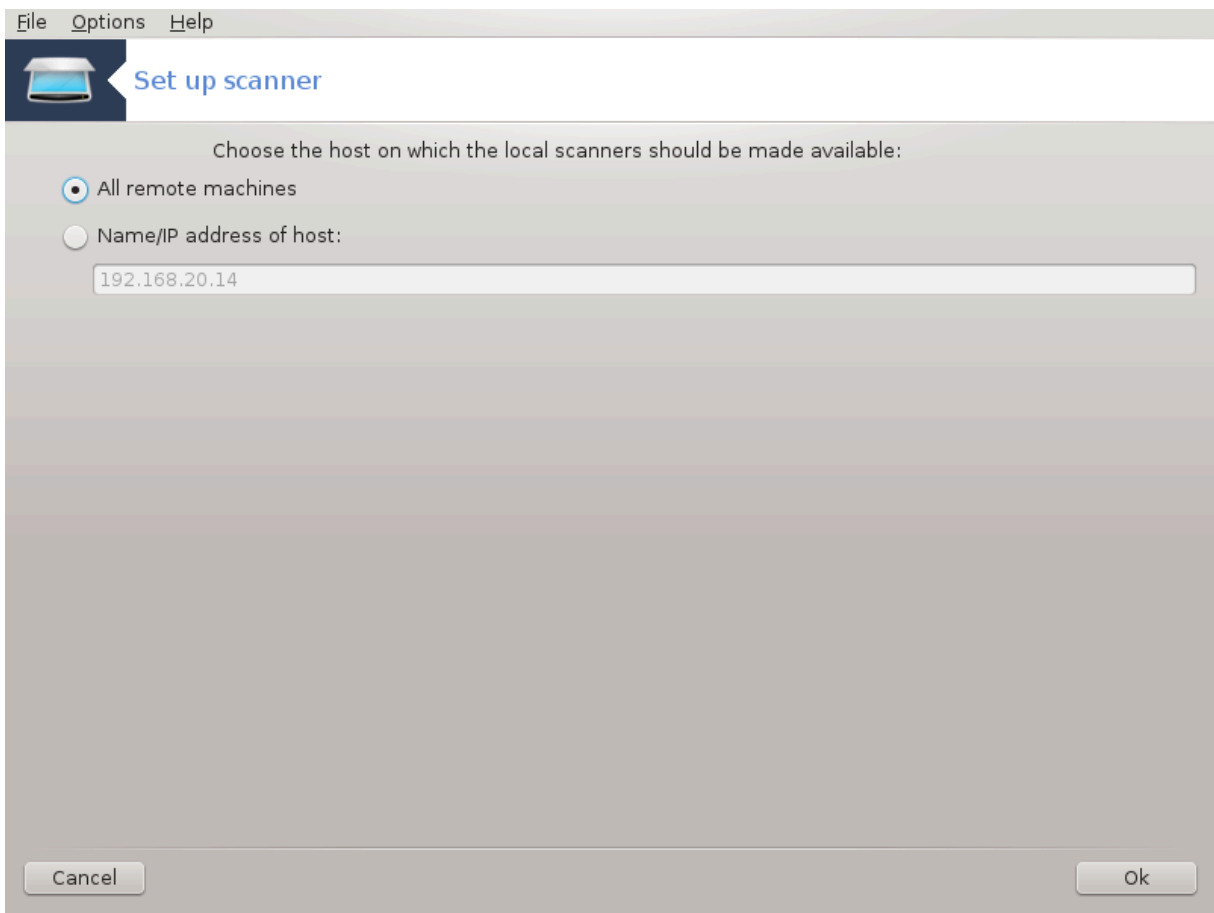 File Options Help
Set up scanner
Choose the host on which the local scanners should be made available:
All remote machines
Name/IP address of host:
192.168.20.14
Cancel Ok